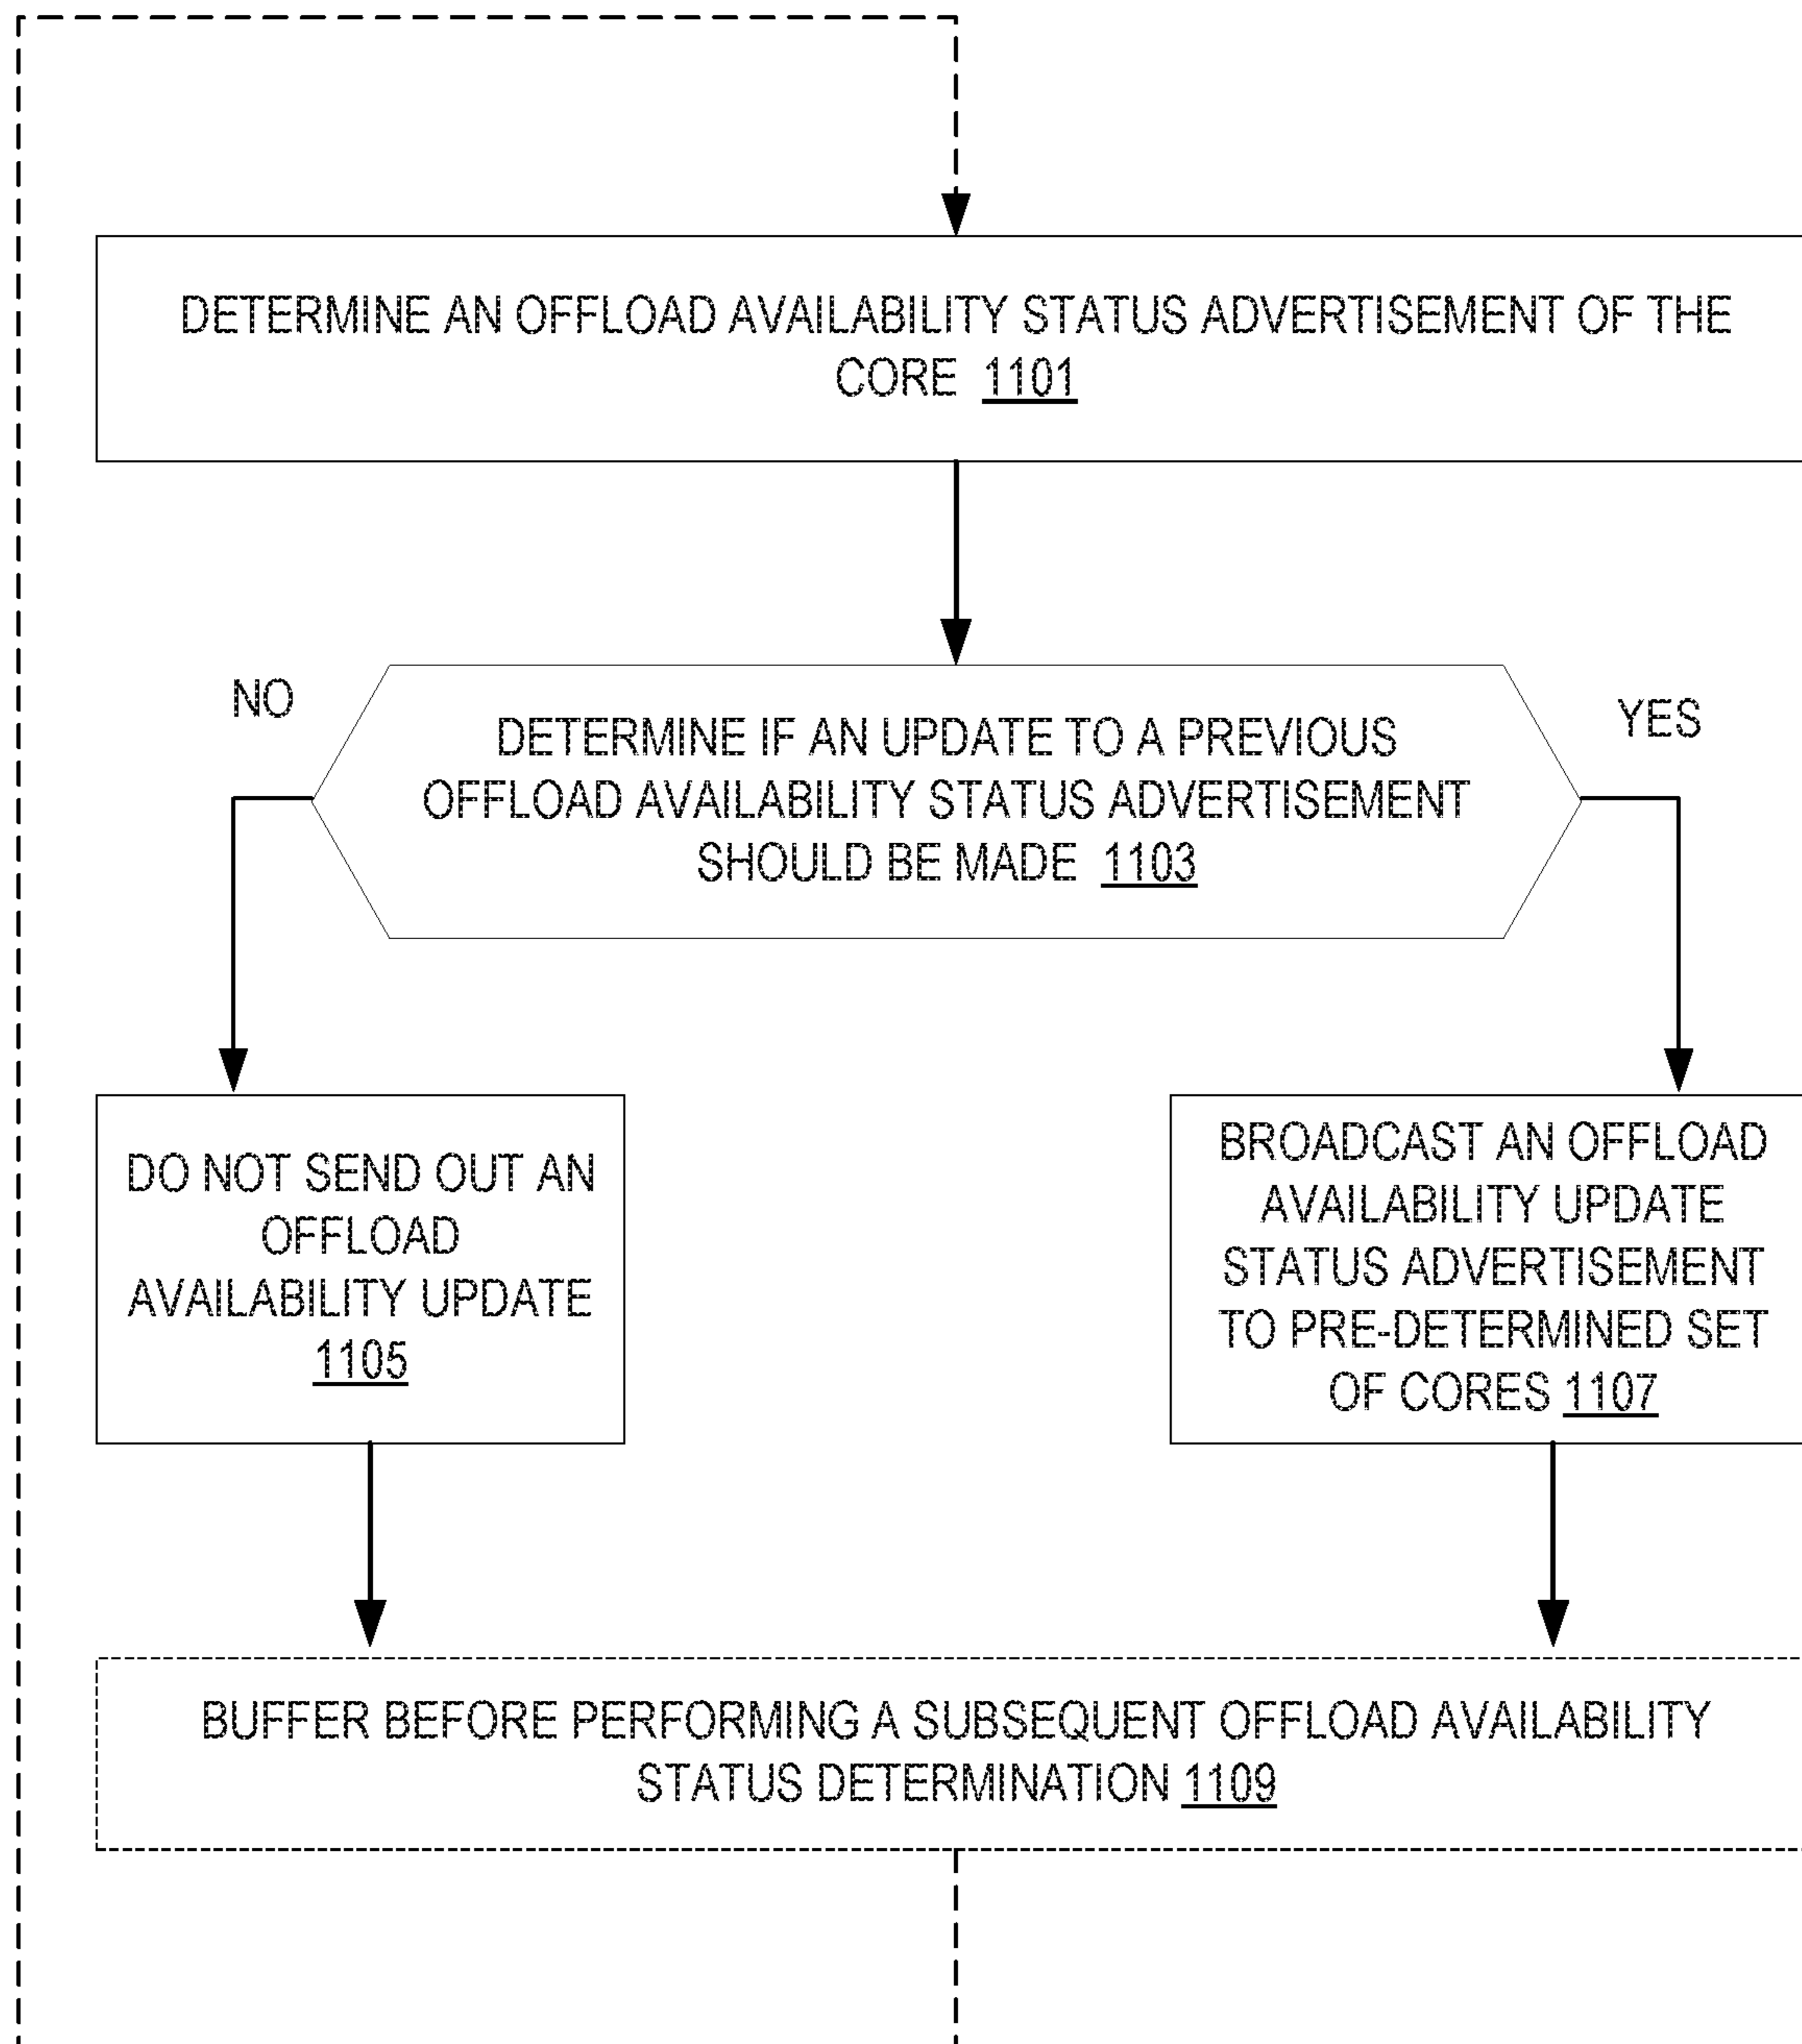 DETERMINE AN OFFLOAD AVAILABILITY STATUS ADVERTISEMENT OF THE
CORE 1101
NO
YES
DETERMINE IF AN UPDATE TO A PREVIOUS
OFFLOAD AVAILABILITY STATUS ADVERTISEMENT
SHOULD BE MADE 1103
DO NOT SEND OUT AN
OFFLOAD
AVAILABILITY UPDATE
1105
BROADCAST AN OFFLOAD
AVAILABILITY UPDATE
STATUS ADVERTISEMENT
TO PRE-DETERMINED SET
OF CORES 1107
BUFFER BEFORE PERFORMING A SUBSEQUENT OFFLOAD AVAILABILITY
STATUS DETERMINATION 1109